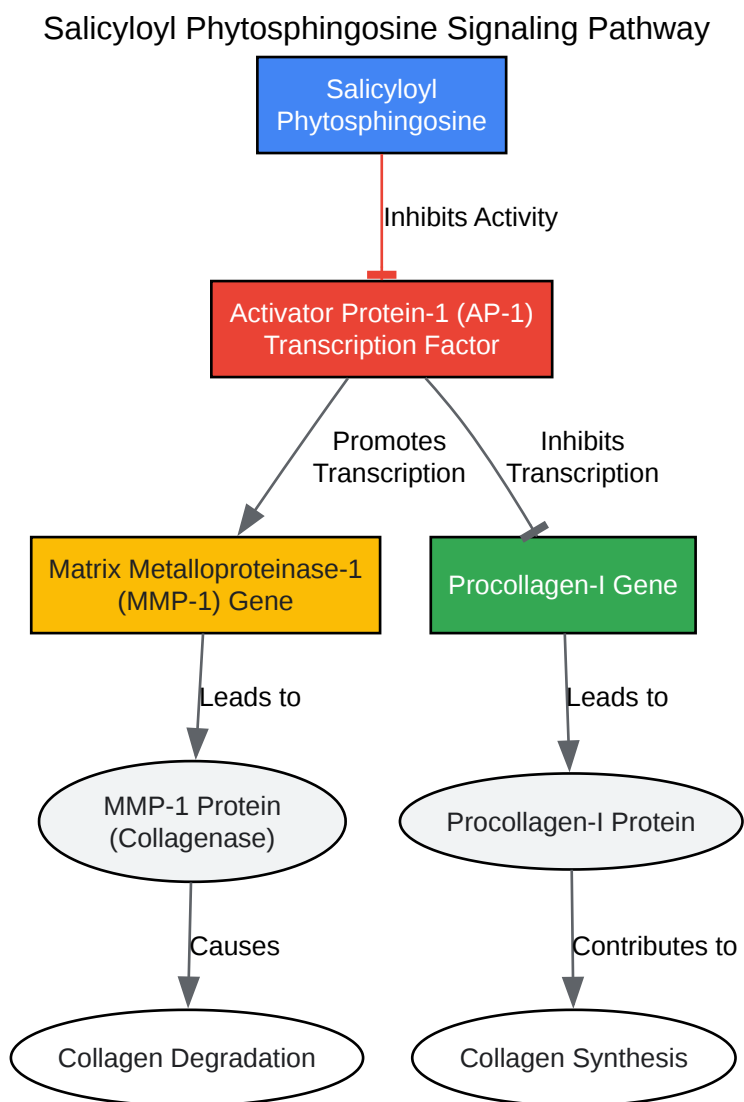 Salicyloyl Phytosphingosine Signaling Pathway
Salicyloyl
Phytosphingosine
Inhibits Activity
Activator Protein-1 (AP-1)
Transcription Factor
Promotes
Transcription
Inhibits
Transcription
Matrix Metalloproteinase-1
(MMP-1) Gene
Procollagen-I Gene
Leads to
Leads to
MMP-1 Protein
(Collagenase)
Procollagen-I Protein
Causes
Contributes to
Collagen Degradation
Collagen Synthesis